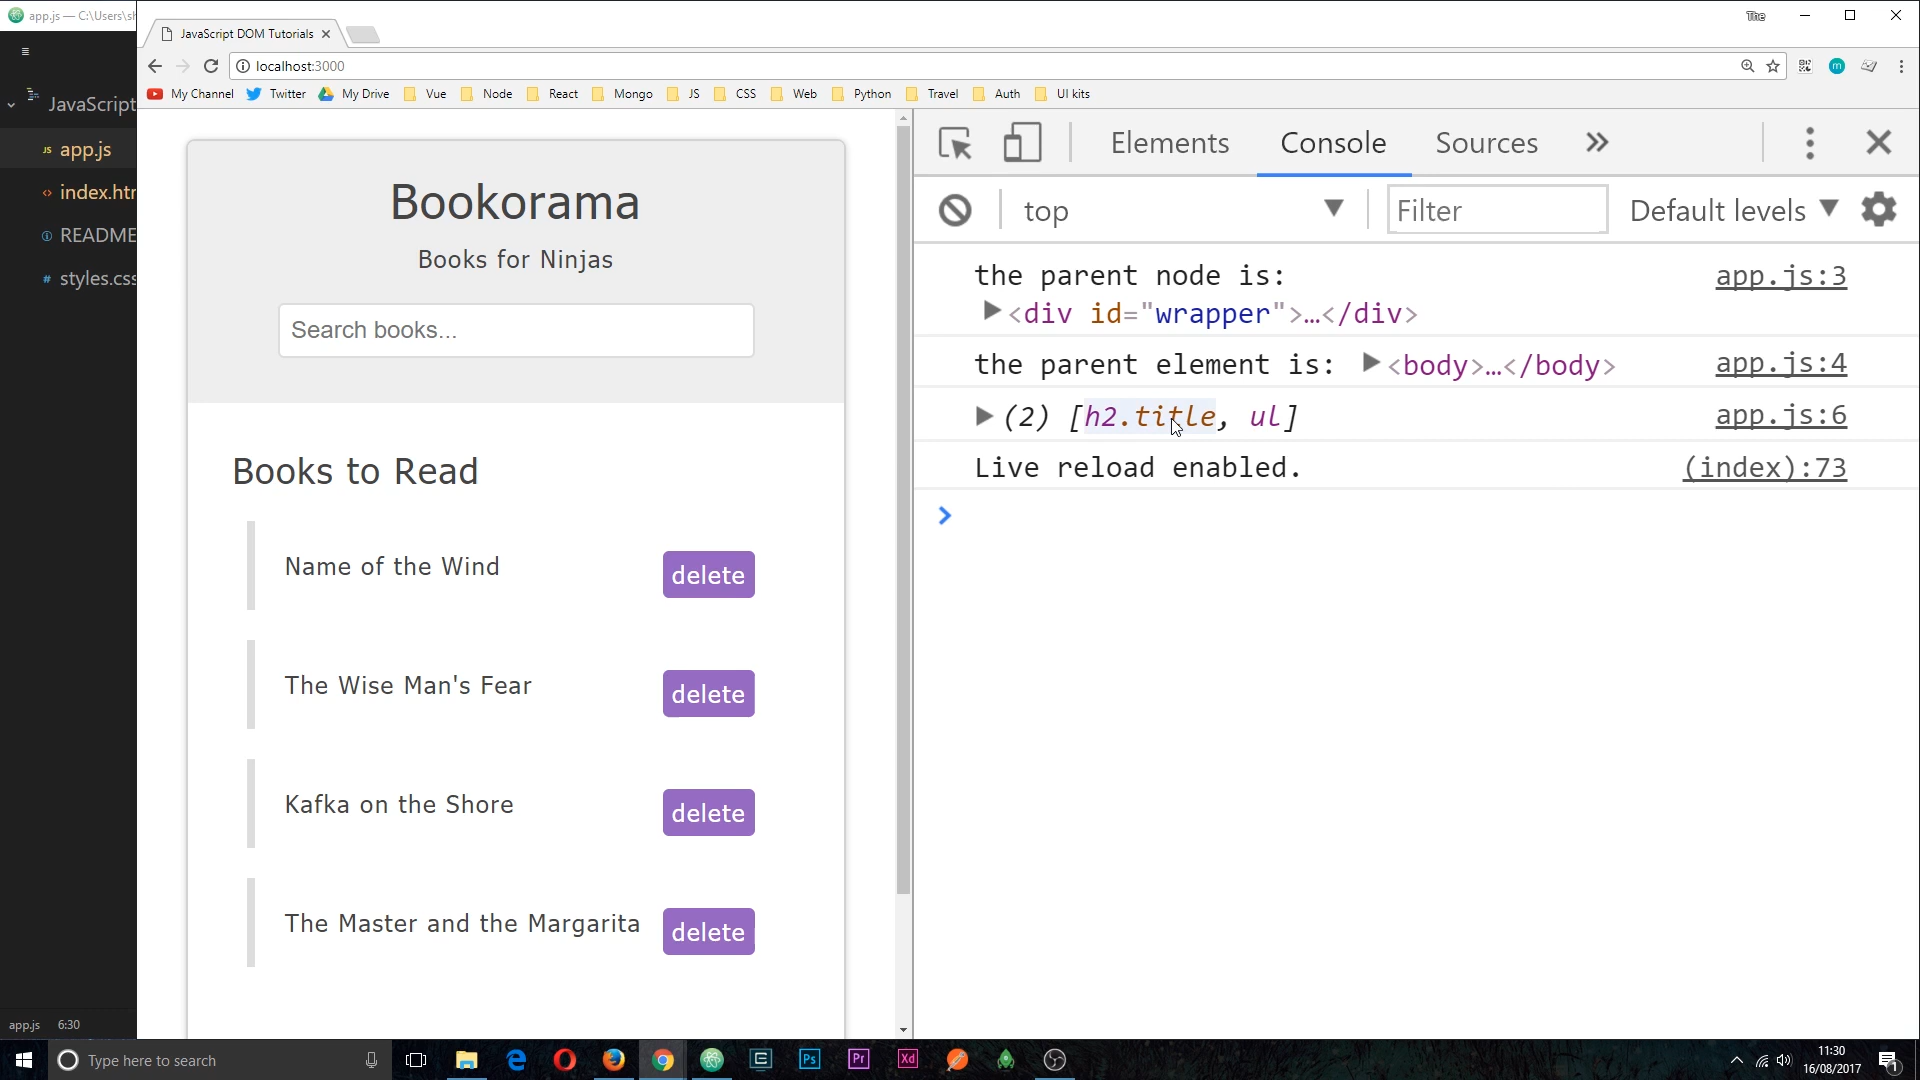 app.js — C:\Users\sh
JavaScript DOM Tutorials
The
localhost:3000
My Channel Twitter My Drive Vue Node React Mongo JS CSS Web Python Travel Auth UI kits
JavaScript
app.js
index.htm
README
styles.css
Bookorama
Books for Ninjas
Search books...
Books to Read
Name of the Wind delete
The Wise Man's Fear delete
Kafka on the Shore delete
The Master and the Margarita delete
Elements Console Sources »
top Filter Default levels
the parent node is: app.js:3
<div id="wrapper">…</div>
the parent element is: <body>…</body> app.js:4
(2) [h2.title, ul] app.js:6
Live reload enabled. (index):73
app.js 6:30
Type here to search
Ps Pr Xd
11:30
16/08/2017
1